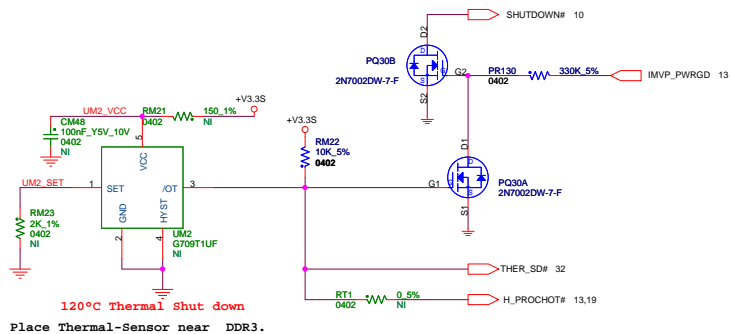 SHUTDOWN# 10
D2
D
PQ30B
G
G2
2N7002DW-7-F
S
S2
PR130
0402
330K_5%
IMVP_PWRGD 13
UM2_VCC
RM21
0402
150_1%
NI
+V3.3S
CM48
100nF_Y5V_10V
0402
NI
5
VCC
+V3.3S
RM22
10K_5%
0402
D1
D
UM2_SET
1
SET
/OT
3
G1
G
PQ30A
2N7002DW-7-F
S
S1
RM23
2K_1%
0402
NI
GND
HYST
2
4
UM2
G709T1UF
NI
THER_SD# 32
RT1
0402
0_5%
NI
H_PROCHOT# 13,19
120°C Thermal Shut down
Place Thermal-Sensor near DDR3.